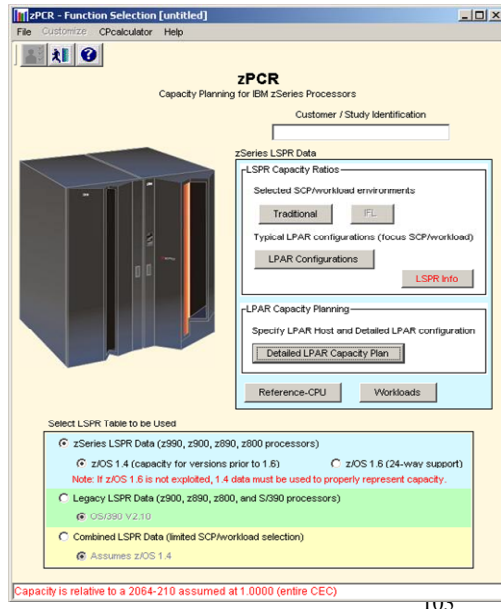 zPCR - Function Selection [untitled]
File Customize CPcalculator Help
zPCR
Capacity Planning for IBM zSeries Processors
Customer / Study Identification
zSeries LSPR Data
LSPR Capacity Ratios
Selected SCP/workload environments
Traditional IFL
Typical LPAR configurations (focus SCP/workload)
LPAR Configurations
LSPR Info
LPAR Capacity Planning
Specify LPAR Host and Detailed LPAR configuration
Detailed LPAR Capacity Plan
Reference-CPU Workloads
Select LSPR Table to be Used
zSeries LSPR Data (z990, z900, z890, z800 processors)
z/OS 1.4 (capacity for versions prior to 1.6) z/OS 1.6 (24-way support)
Note: If z/OS 1.6 is not exploited, 1.4 data must be used to properly represent capacity.
Legacy LSPR Data (z900, z890, z800, and S/390 processors)
OS/390 V2.10
Combined LSPR Data (limited SCP/workload selection)
Assumes z/OS 1.4
Capacity is relative to a 2064-210 assumed at 1.0000 (entire CEC)